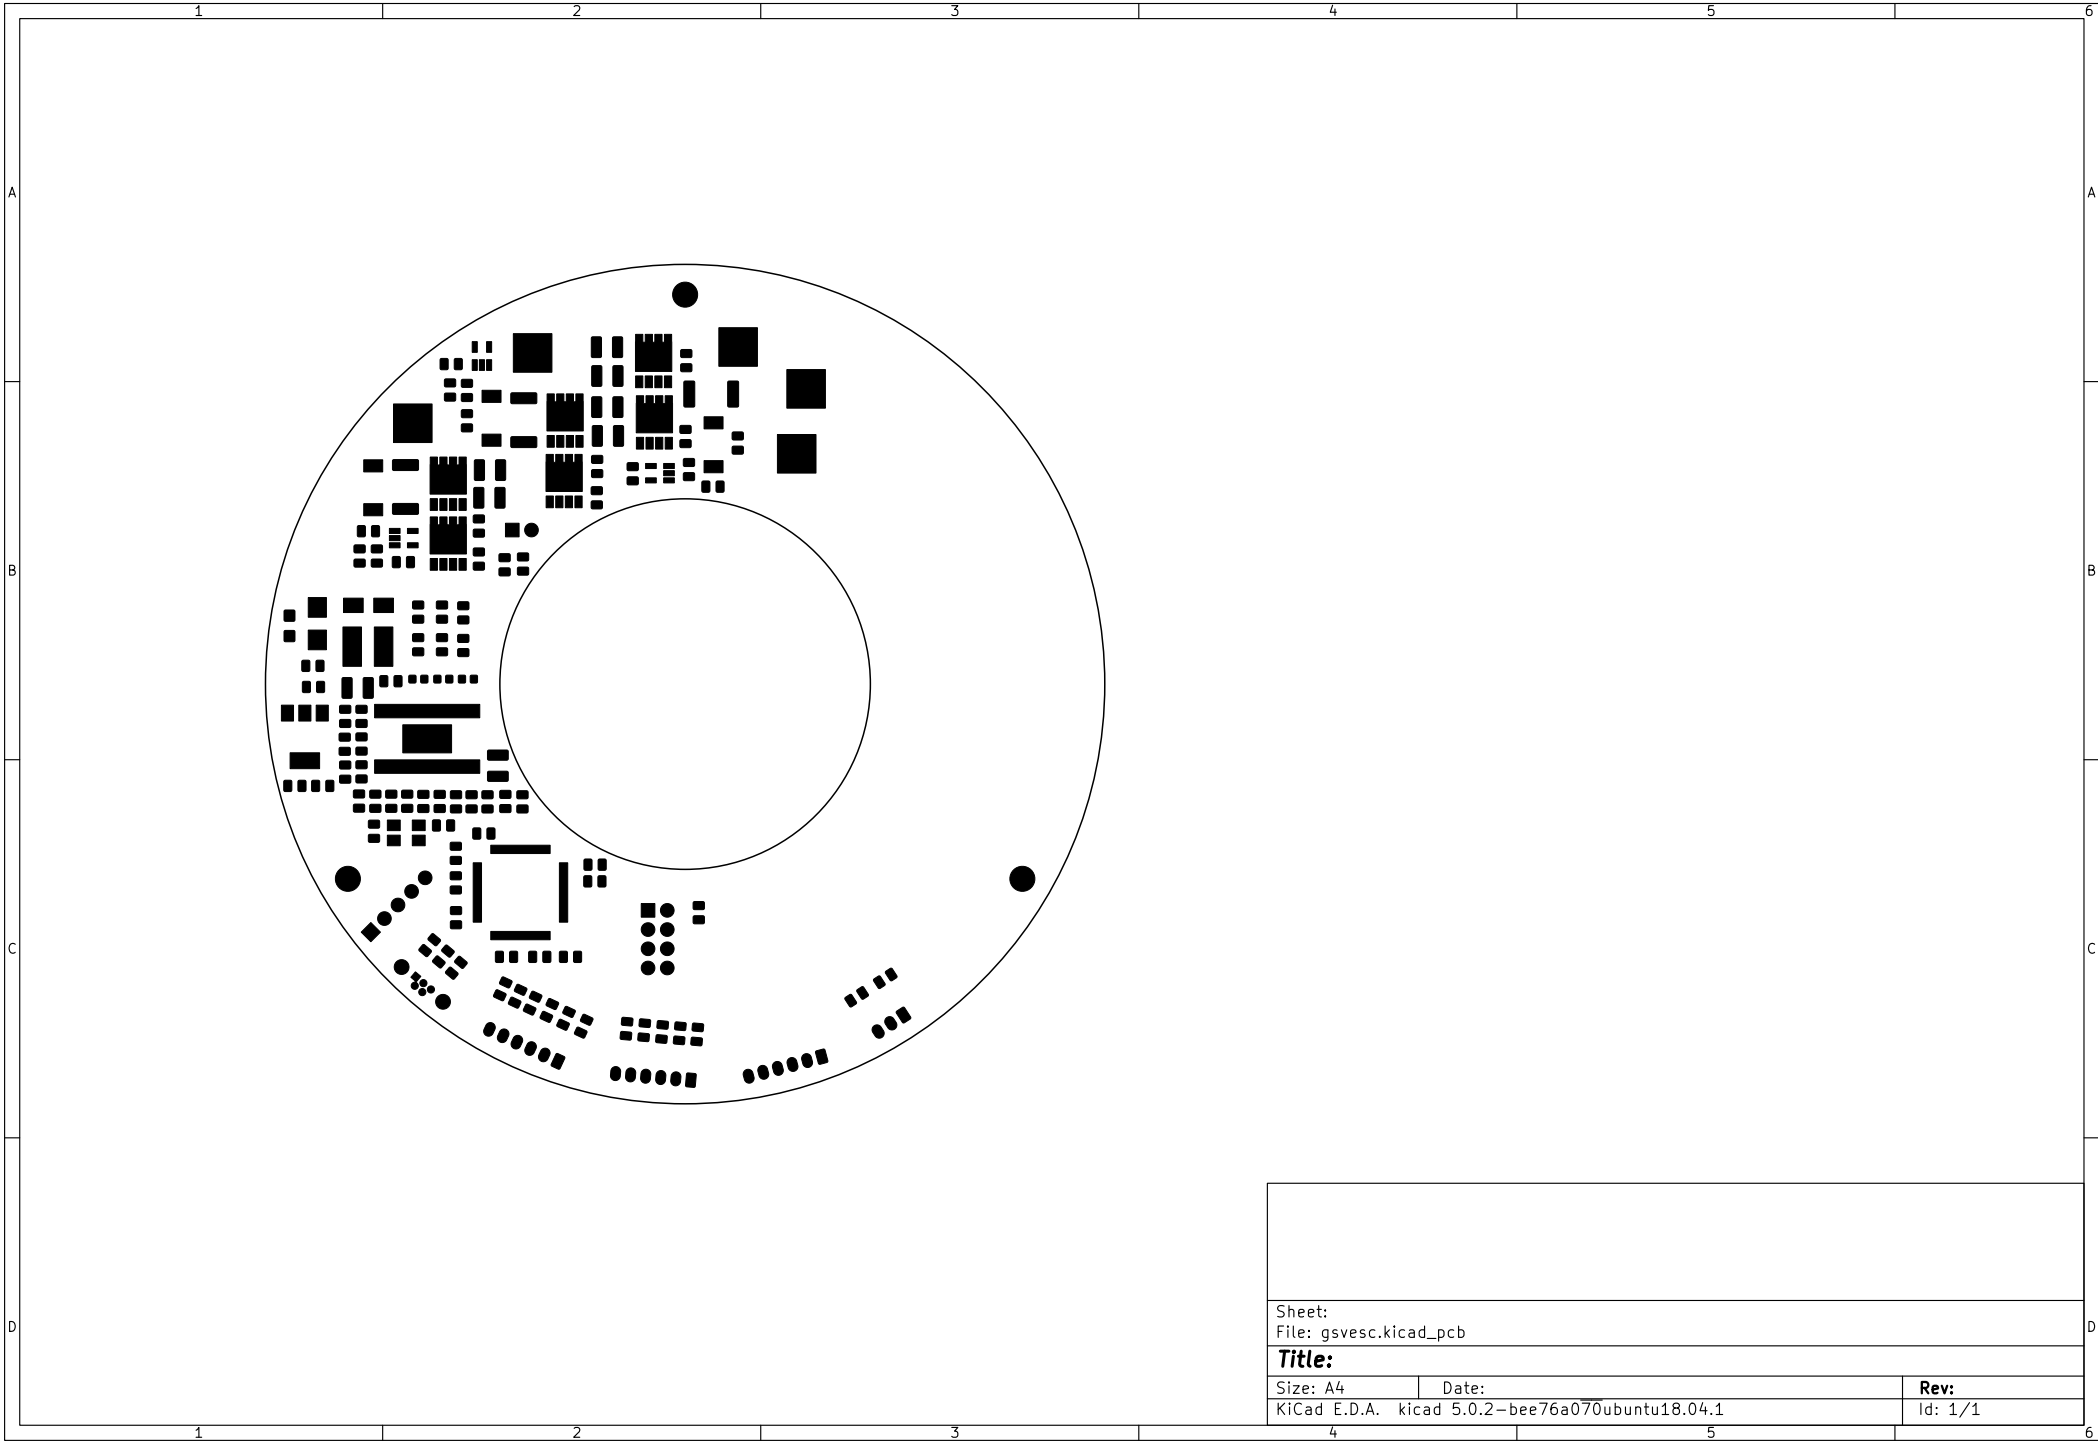 1 2 3 4 5 6
A A
B B
C C
Sheet:
File: gsvesc.kicad_pcb
D D
Title:
Size: A4 Date: Rev:
KiCad E.D.A. kicad 5.0.2-bee76a070ubuntu18.04.1 Id: 1/1
1 2 3 4 5 6